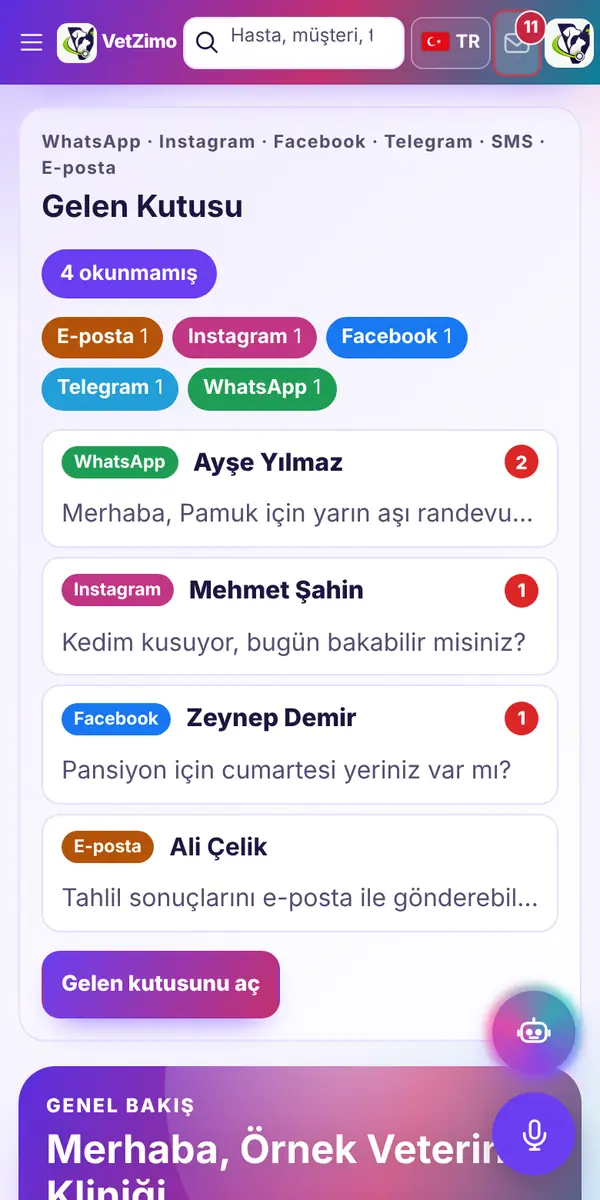 VetZimo
Hasta, müşteri, t
TR
11
WhatsApp · Instagram · Facebook · Telegram · SMS ·
E-posta
Gelen Kutusu
4 okunmamış
E-posta 1
Instagram 1
Facebook 1
Telegram 1
WhatsApp 1
WhatsApp Ayşe Yılmaz 2
Merhaba, Pamuk için yarın aşı randevu...
Instagram Mehmet Şahin 1
Kedim kusuyor, bugün bakabilir misiniz?
Facebook Zeynep Demir 1
Pansiyon için cumartesi yeriniz var mı?
E-posta Ali Çelik
Tahlil sonuçlarını e-posta ile gönderebil...
Gelen kutusunu aç
GENEL BAKIŞ
Merhaba, Örnek Veterin
Kliniği